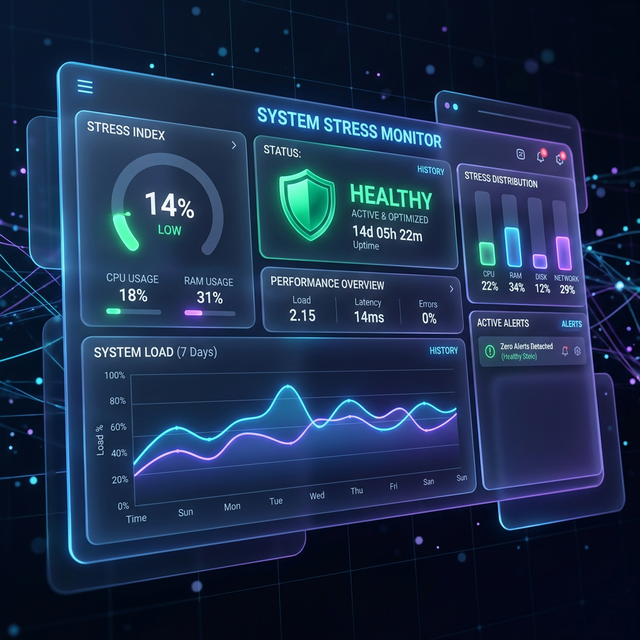 SYSTEM STRESS MONITOR
STRESS INDEX
14%
LOW
CPU USAGE
18%
RAM USAGE
31%
STATUS:
HISTORY
HEALTHY
ACTIVE & OPTIMIZED
14d 05h 22m
Uptime
PERFORMANCE OVERVIEW
Load
2.15
Latency
14ms
Errors
0%
STRESS DISTRIBUTION
CPU
22%
RAM
34%
DISK
12%
NETWORK
29%
ACTIVE ALERTS
ALERTS
Zero Alerts Detected
(Healthy Stele)
SYSTEM LOAD (7 Days)
HISTORY
Load %
100%
80%
60%
40%
20%
0%
Time
Sun
Mon
Tue
Wed
Thu
Fri
San
Sun